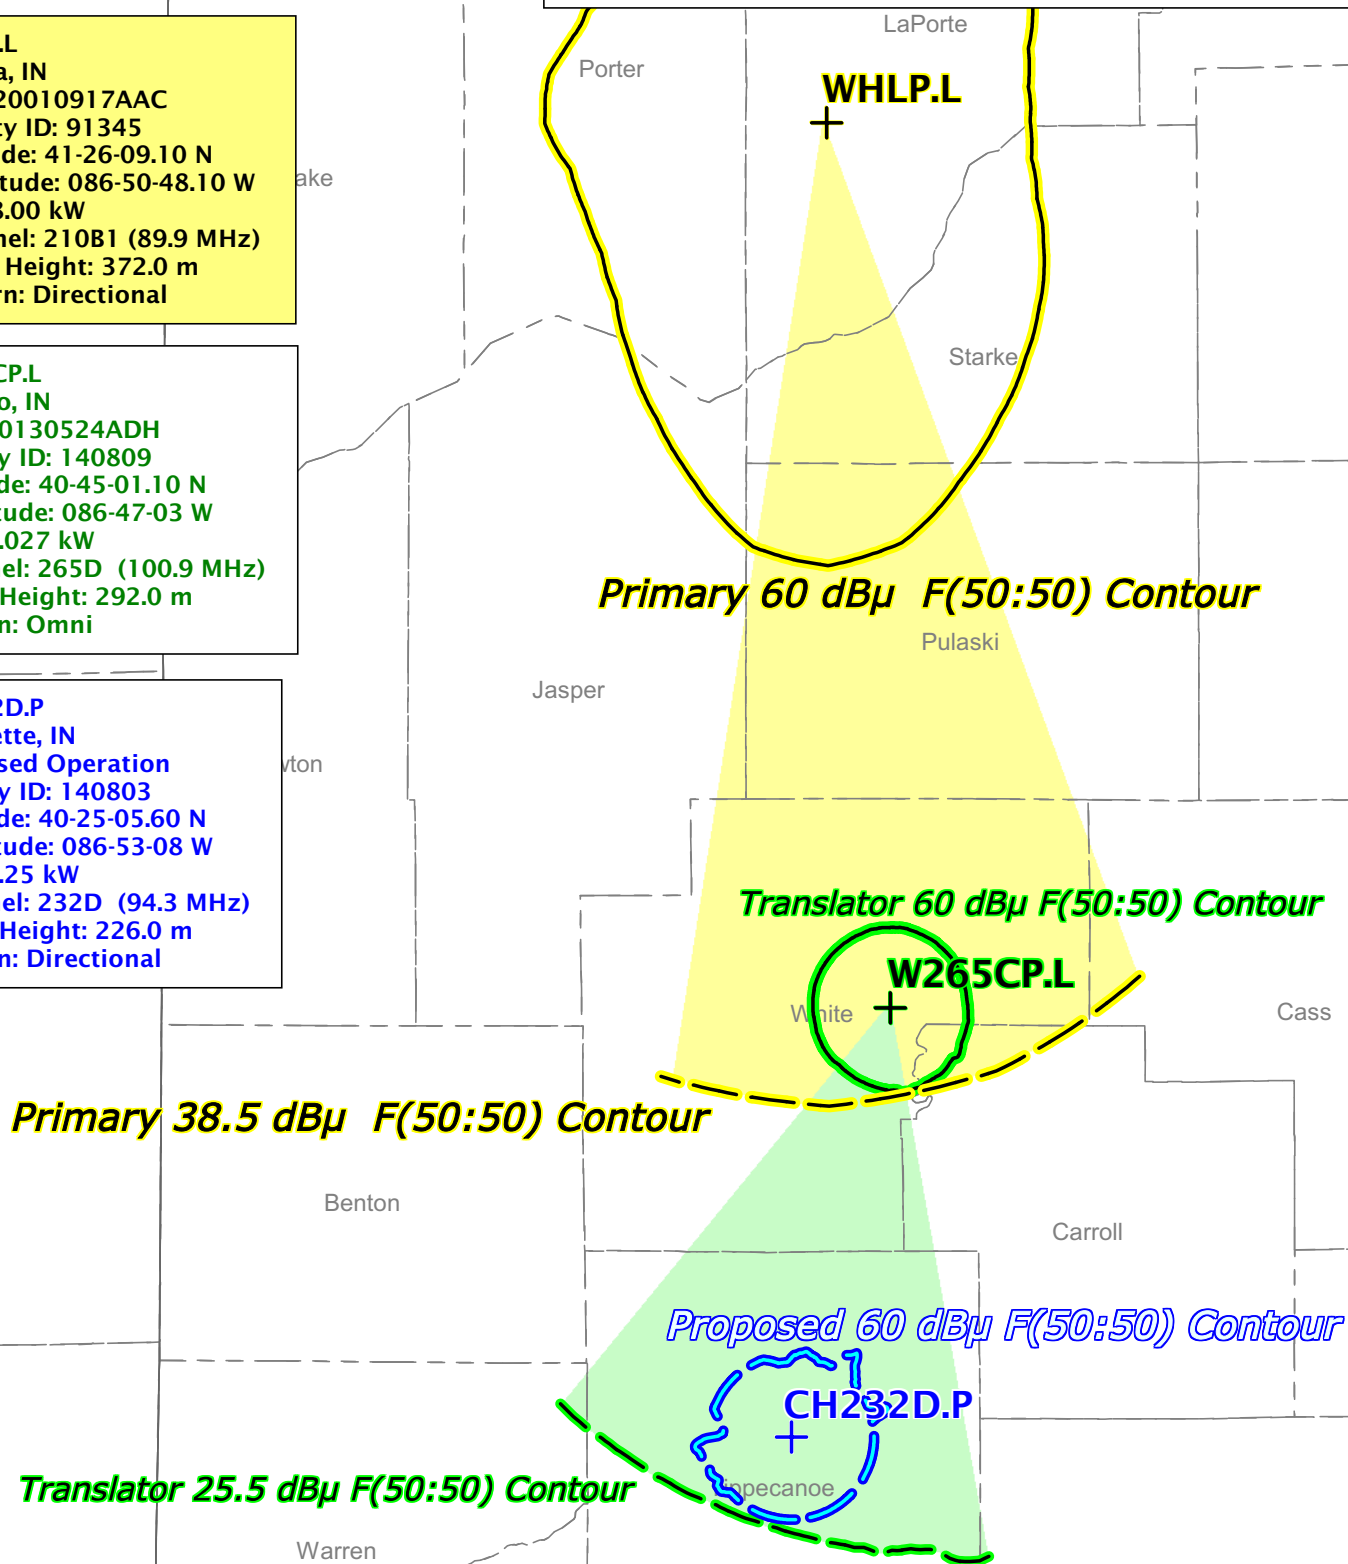 .L
a, IN
20010917AAC
ty ID: 91345
de: 41-26-09.10 N
tude: 086-50-48.10 W
.00 kW
nel: 210B1 (89.9 MHz)
Height: 372.0 m
rn: Directional
CP.L
o, IN
0130524ADH
y ID: 140809
de: 40-45-01.10 N
tude: 086-47-03 W
.027 kW
el: 265D (100.9 MHz)
Height: 292.0 m
n: Omni
2D.P
ette, IN
sed Operation
y ID: 140803
de: 40-25-05.60 N
tude: 086-53-08 W
.25 kW
el: 232D (94.3 MHz)
Height: 226.0 m
n: Directional
LaPorte
Porter
WHLP.L
ake
Starke
Primary 60 dBµ F(50:50) Contour
Pulaski
Jasper
ton
Translator 60 dBµ F(50:50) Contour
W265CP.L
White
Cass
Primary 38.5 dBµ F(50:50) Contour
Benton
Carroll
Proposed 60 dBµ F(50:50) Contour
CH232D.P
Translator 25.5 dBµ F(50:50) Contour
ippecanoe
Warren